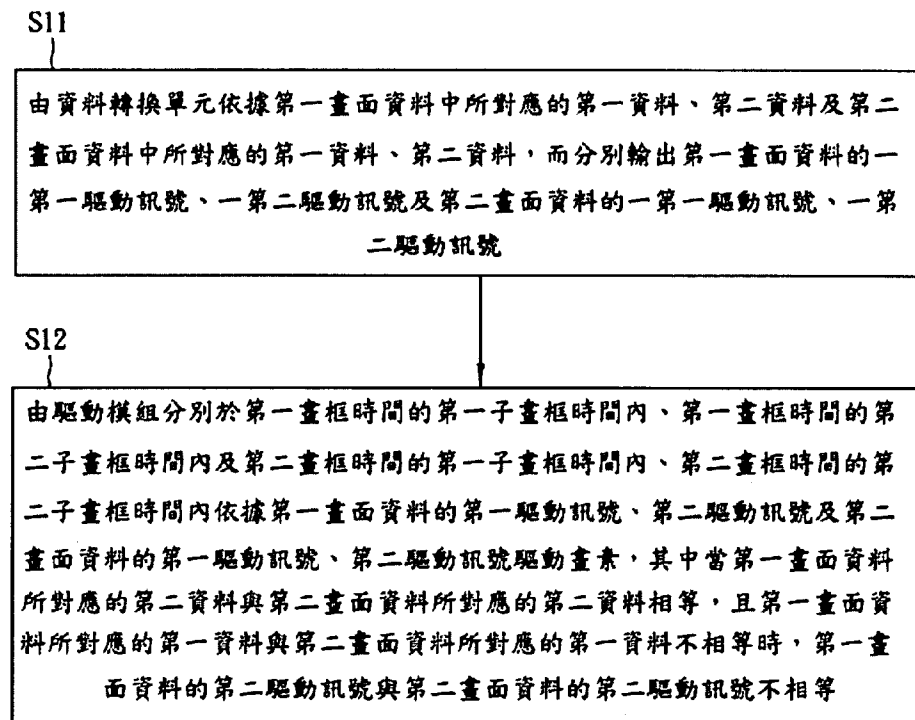 S11
由資料轉換單元依據第一畫面資料中所對應的第一資料、第二資料及第二
畫面資料中所對應的第一資料、第二資料,而分別輸出第一畫面資料的一
第一驅動訊號、一第二驅動訊號及第二畫面資料的一第一驅動訊號、一第
二驅動訊號
S12
由驅動模組分別於第一畫框時間的第一子畫框時間內、第一畫框時間的第
二子畫框時間內及第二畫框時間的第一子畫框時間內、第二畫框時間的第
二子畫框時間內依據第一畫面資料的第一驅動訊號、第二驅動訊號及第二
畫面資料的第一驅動訊號、第二驅動訊號驅動畫素,其中當第一畫面資料
所對應的第二資料與第二畫面資料所對應的第二資料相等,且第一畫面資
料所對應的第一資料與第二畫面資料所對應的第一資料不相等時,第一畫
面資料的第二驅動訊號與第二畫面資料的第二驅動訊號不相等